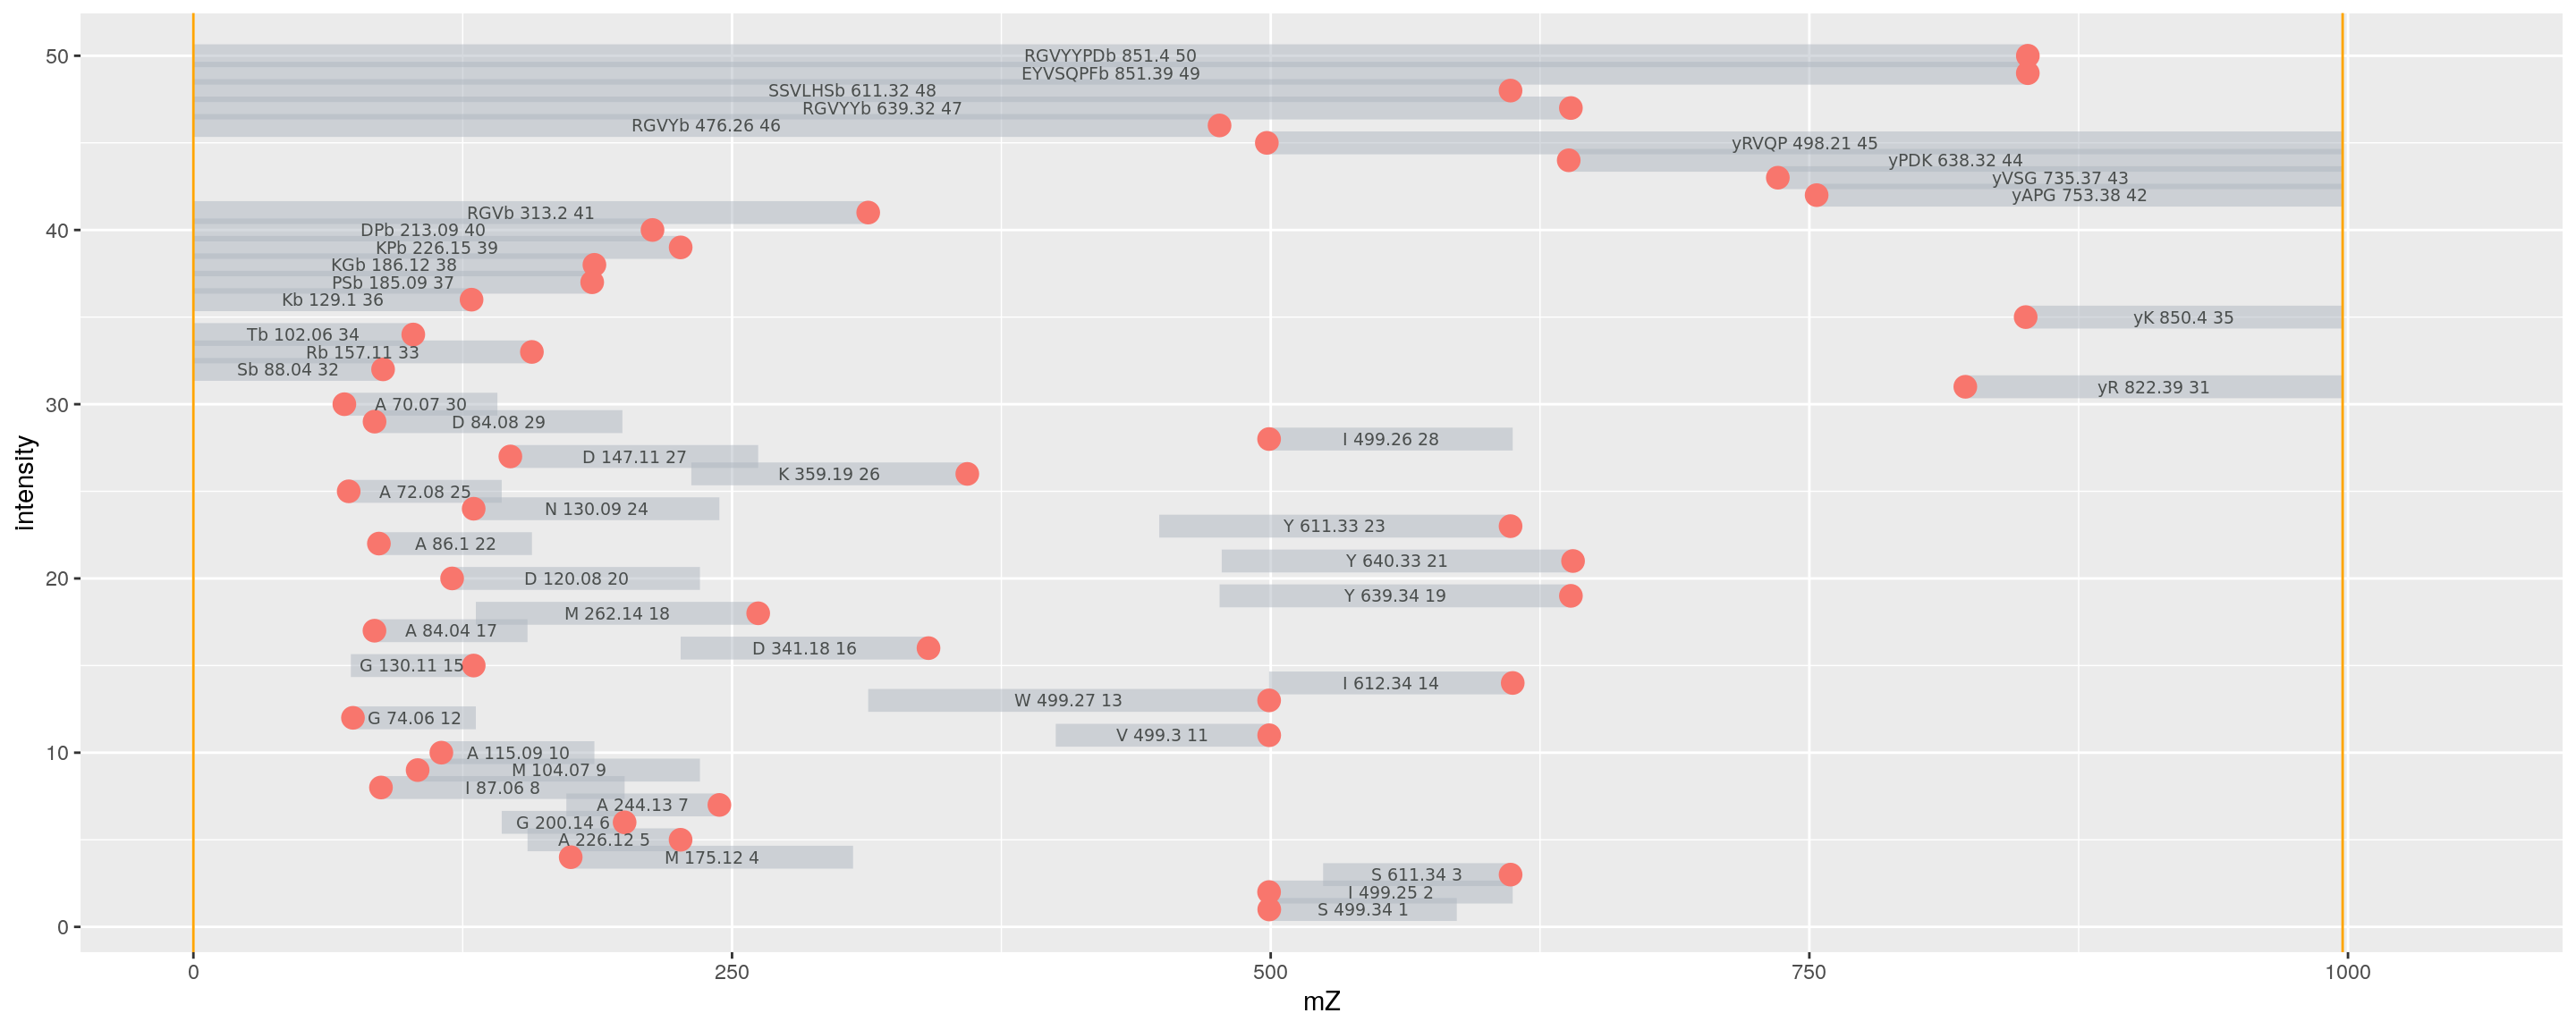 50
RGVYYPDb 851.4 50
EYVSQPFb 851.39 49
SSVLHSb 611.32 48
RGVYYb 639.32 47
RGVYb 476.26 46
yRVQP 498.21 45
yPDK 638.32 44
yVSG 735.37 43
yAPG 753.38 42
RGVb 313.2 41
40
DPb 213.09 40
KPb 226.15 39
KGb 186.12 38
PSb 185.09 37
Kb 129.1 36
yK 850.4 35
Tb 102.06 34
Rb 157.11 33
Sb 88.04 32
yR 822.39 31
30
A 70.07 30
D 84.08 29
I 499.26 28
D 147.11 27
K 359.19 26
A 72.08 25
N 130.09 24
Y 611.33 23
A 86.1 22
Y 640.33 21
20
D 120.08 20
Y 639.34 19
M 262.14 18
A 84.04 17
D 341.18 16
G 130.11 15
I 612.34 14
W 499.27 13
G 74.06 12
V 499.3 11
10
A 115.09 10
M 104.07 9
I 87.06 8
A 244.13 7
G 200.14 6
A 226.12 5
M 175.12 4
S 611.34 3
I 499.25 2
S 499.34 1
0
intensity
0 250 500 750 1000
mZ